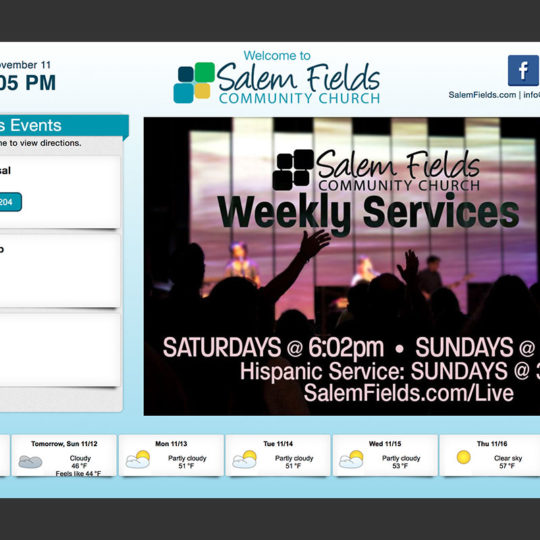 Welcome to
Salem Fields
COMMUNITY CHURCH
ovember 11
05 PM
f
SalemFields.com | info
s Events
me to view directions.
sal
204
Salem Fields
COMMUNITY CHURCH
Weekly Services
SATURDAYS @ 6:02pm • SUNDAYS @
Hispanic Service: SUNDAYS @ 3
SalemFields.com/Live
Tomorrow, Sun 11/12
Cloudy
46 °F
Feels like 44 °F
Mon 11/13
Partly cloudy
51 °F
Tue 11/14
Partly cloudy
51 °F
Wed 11/15
Partly cloudy
53 °F
Thu 11/16
Clear sky
57 °F